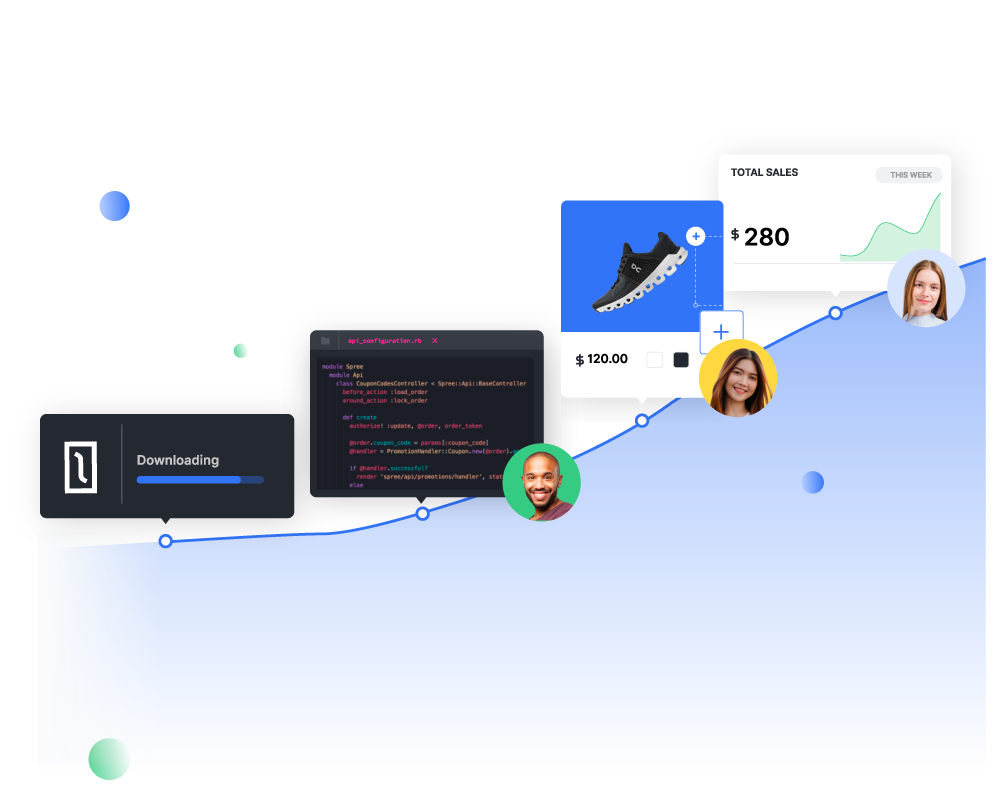 TOTAL SALES
THIS WEEK
$ 280
$ 120.00
api_configuration.rb
module Spree
module Api
class CouponCodesController < Spree::Api::BaseController
before_action :load_order
around_action :lock_order
def create
authorize! :update, @order, order_token
@order.coupon_code = params[:coupon_code]
@handler = PromotionHandler::Coupon.new(@order).
if @handler.successful?
render 'spree/api/promotions/handler', stat
else
Downloading